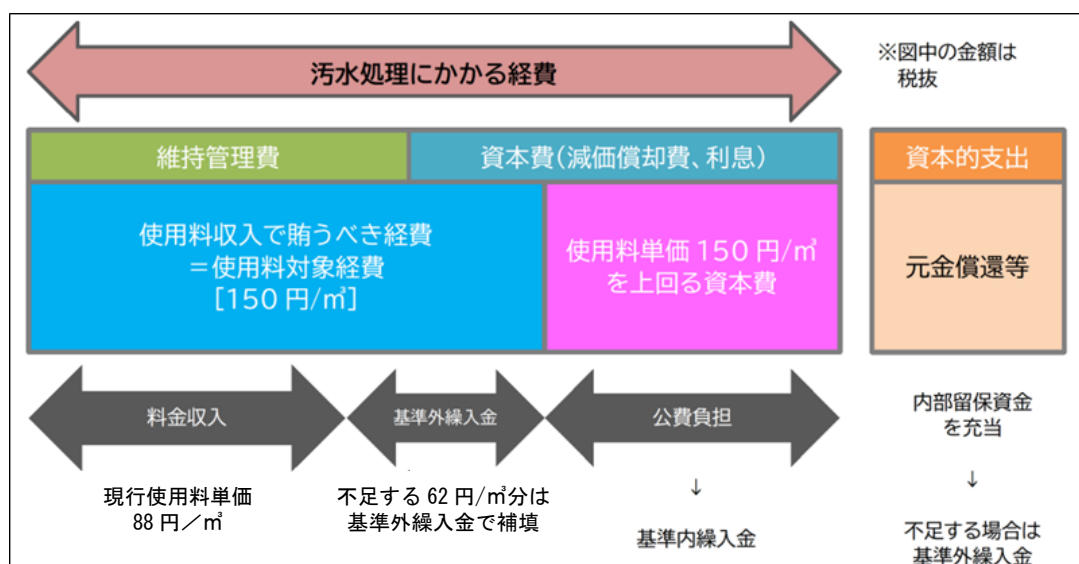 汚水処理にかかる経費
※図中の金額は
税抜
維持管理費
資本費(減価償却費、利息)
資本的支出
使用料収入で賄うべき経費
＝使用料対象経費
[150円/㎥]
使用料単価150円/㎥
を上回る資本費
元金償還等
料金収入
基準外繰入金
公費負担
内部留保資金
を充当
現行使用料単価
88円／㎥
不足する62円/㎥分は
基準外繰入金で補填
↓
基準内繰入金
↓
不足する場合は
基準外繰入金